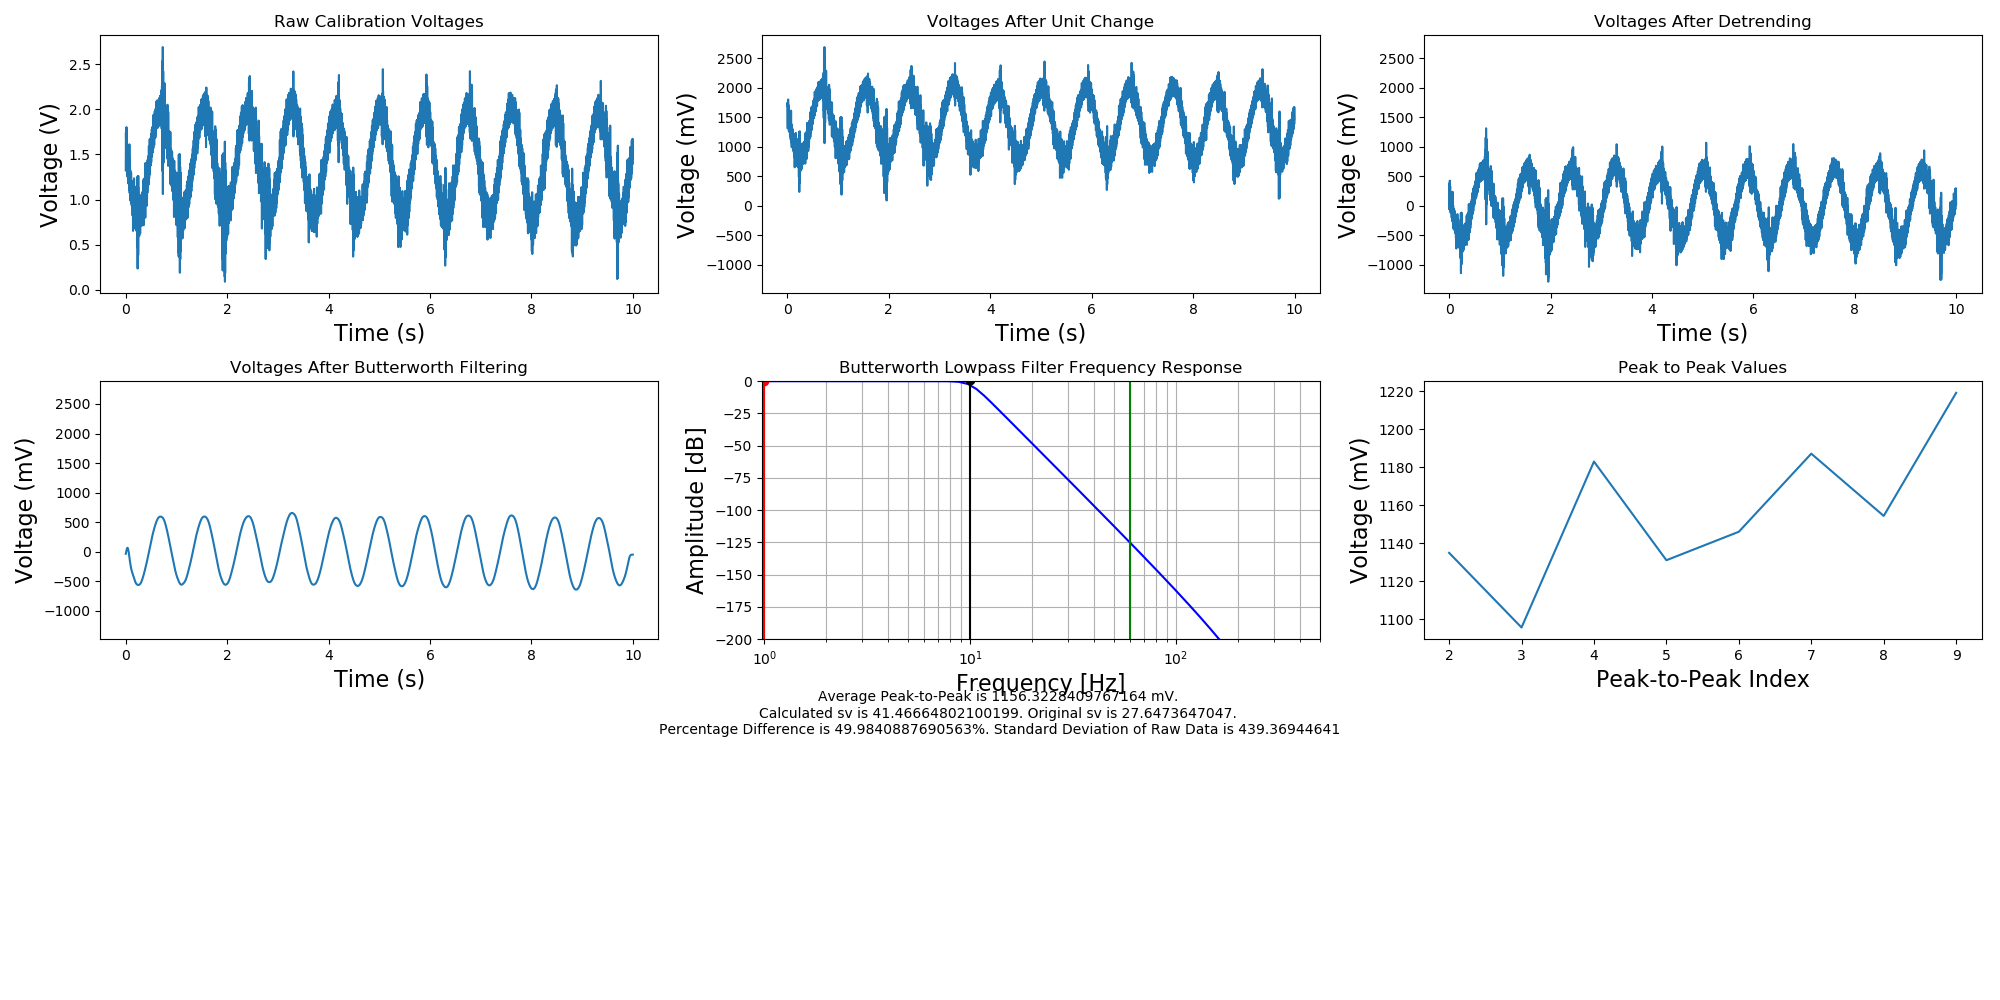 Raw Calibration Voltages
Voltage (V)
2.5
2.0
1.5
1.0
0.5
0.0
0 2 4 6 8 10
Time (s)
Voltages After Unit Change
Voltage (mV)
2500
2000
1500
1000
500
0
−500
−1000
0 2 4 6 8 10
Time (s)
Voltages After Detrending
Voltage (mV)
2500
2000
1500
1000
500
0
−500
−1000
0 2 4 6 8 10
Time (s)
Voltages After Butterworth Filtering
Voltage (mV)
2500
2000
1500
1000
500
0
−500
−1000
0 2 4 6 8 10
Time (s)
Butterworth Lowpass Filter Frequency Response
Amplitude [dB]
0
−25
−50
−75
−100
−125
−150
−175
−200
10⁰ 10¹ 10²
Frequency [Hz]
Peak to Peak Values
Voltage (mV)
1220
1200
1180
1160
1140
1120
1100
2 3 4 5 6 7 8 9
Peak-to-Peak Index
Average Peak-to-Peak is 1156.3228409767164 mV.
Calculated sv is 41.46664802100199. Original sv is 27.6473647047.
Percentage Difference is 49.9840887690563%. Standard Deviation of Raw Data is 439.36944641